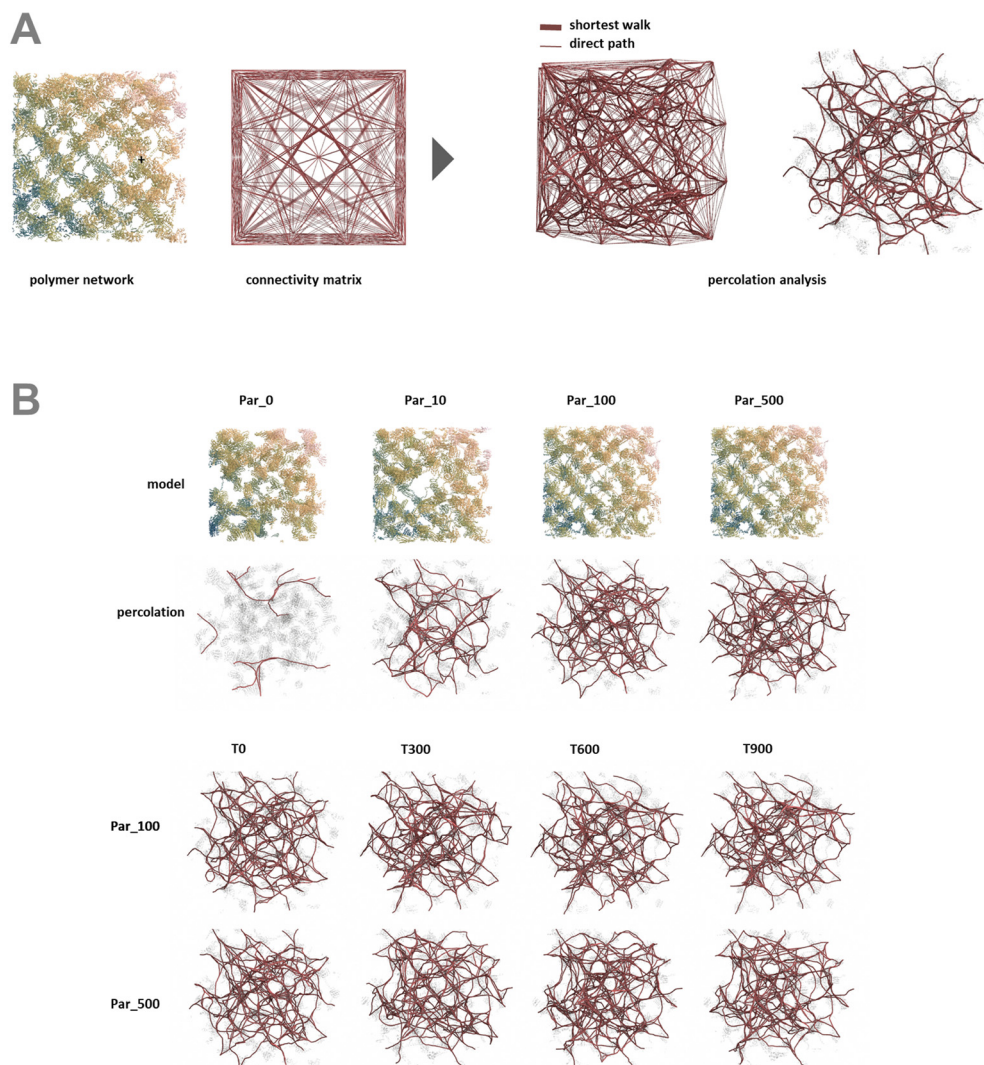 A
shortest walk
direct path
polymer network
connectivity matrix
percolation analysis
B
Par_0
Par_10
Par_100
Par_500
model
percolation
T0
T300
T600
T900
Par_100
Par_500